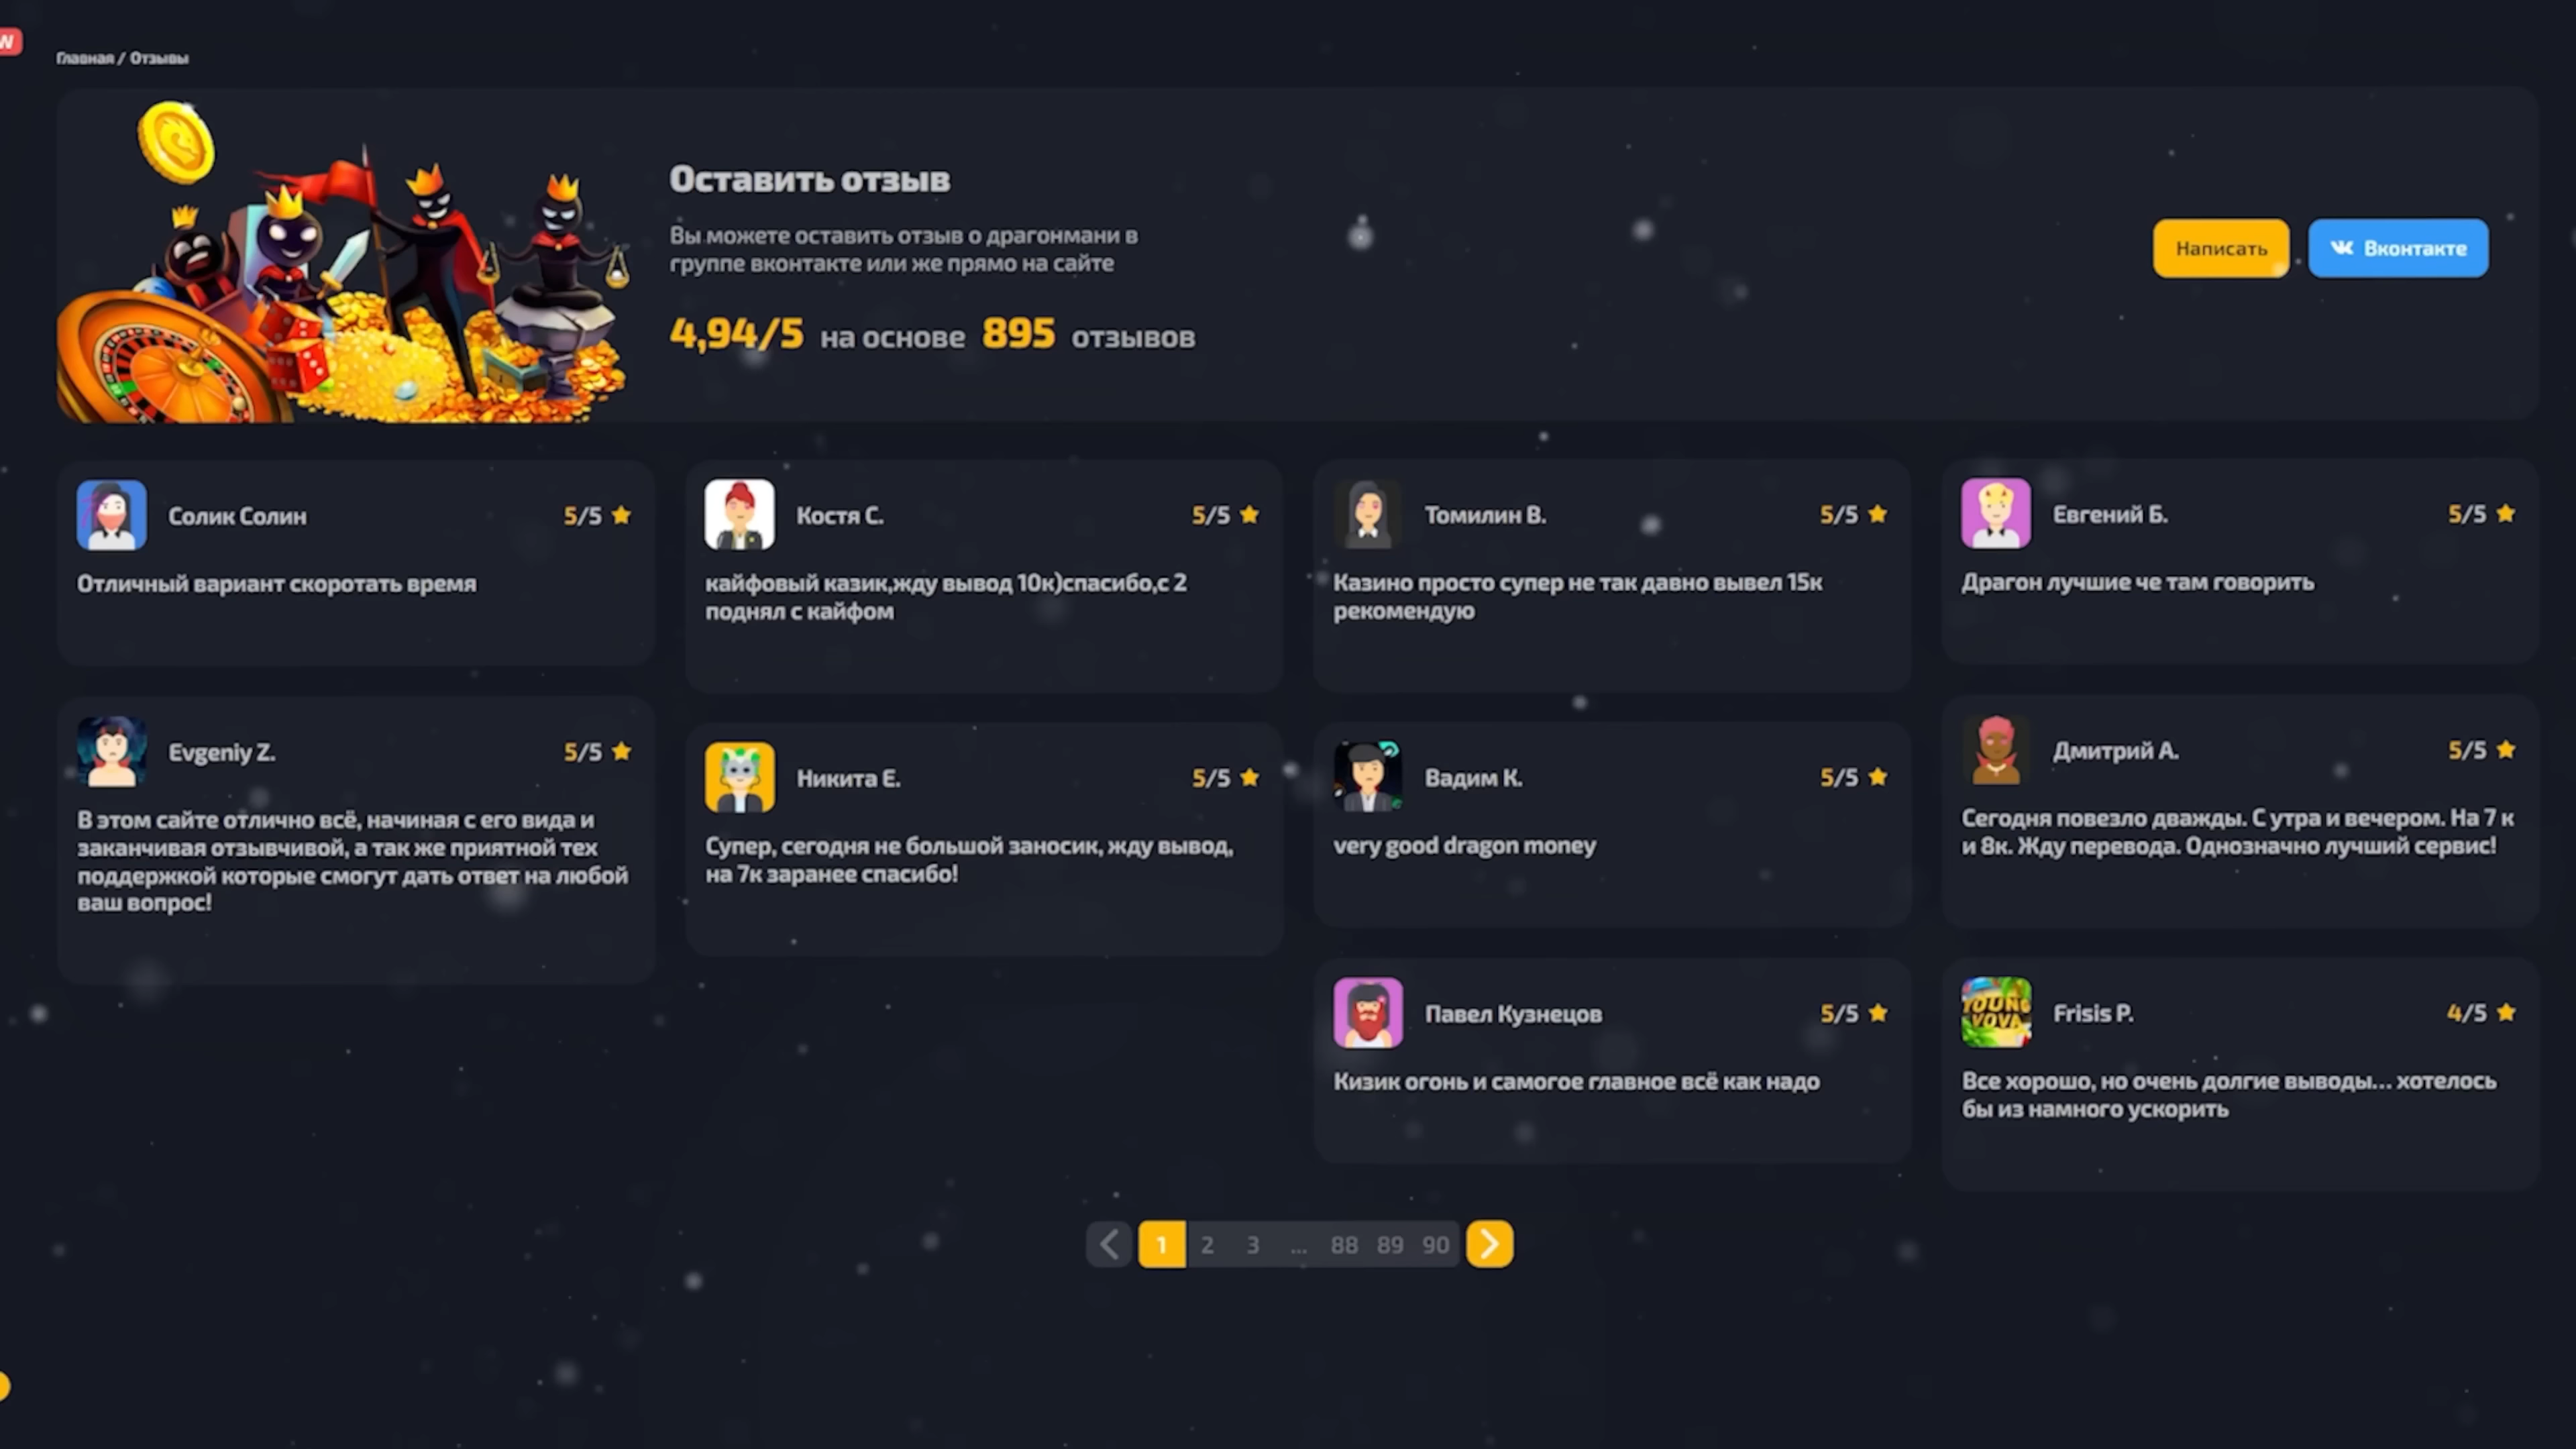 W
Главная / Отзывы
Оставить отзыв
Вы можете оставить отзыв о драгонмани в
группе вконтакте или же прямо на сайте
4,94/5 на основе 895 отзывов
Написать
Вконтакте
Солик Солин 5/5
Отличный вариант скоротать время
Костя С. 5/5
кайфовый казик,жду вывод 10к)спасибо,с 2
поднял с кайфом
Томилин В. 5/5
Казино просто супер не так давно вывел 15к
рекомендую
Евгений Б. 5/5
Драгон лучшие че там говорить
Evgeniy Z. 5/5
В этом сайте отлично всё, начиная с его вида и
заканчивая отзывчивой, а так же приятной тех
поддержкой которые смогут дать ответ на любой
ваш вопрос!
Никита Е. 5/5
Супер, сегодня не большой заносик, жду вывод,
на 7к заранее спасибо!
Вадим К. 5/5
very good dragon money
Дмитрий А. 5/5
Сегодня повезло дважды. С утра и вечером. На 7 к
и 8к. Жду перевода. Однозначно лучший сервис!
Павел Кузнецов 5/5
Кизик огонь и самогое главное всё как надо
YOUNG
VOVA
Frisis P. 4/5
Все хорошо, но очень долгие выводы... хотелось
бы из намного ускорить
1 2 3 ... 88 89 90